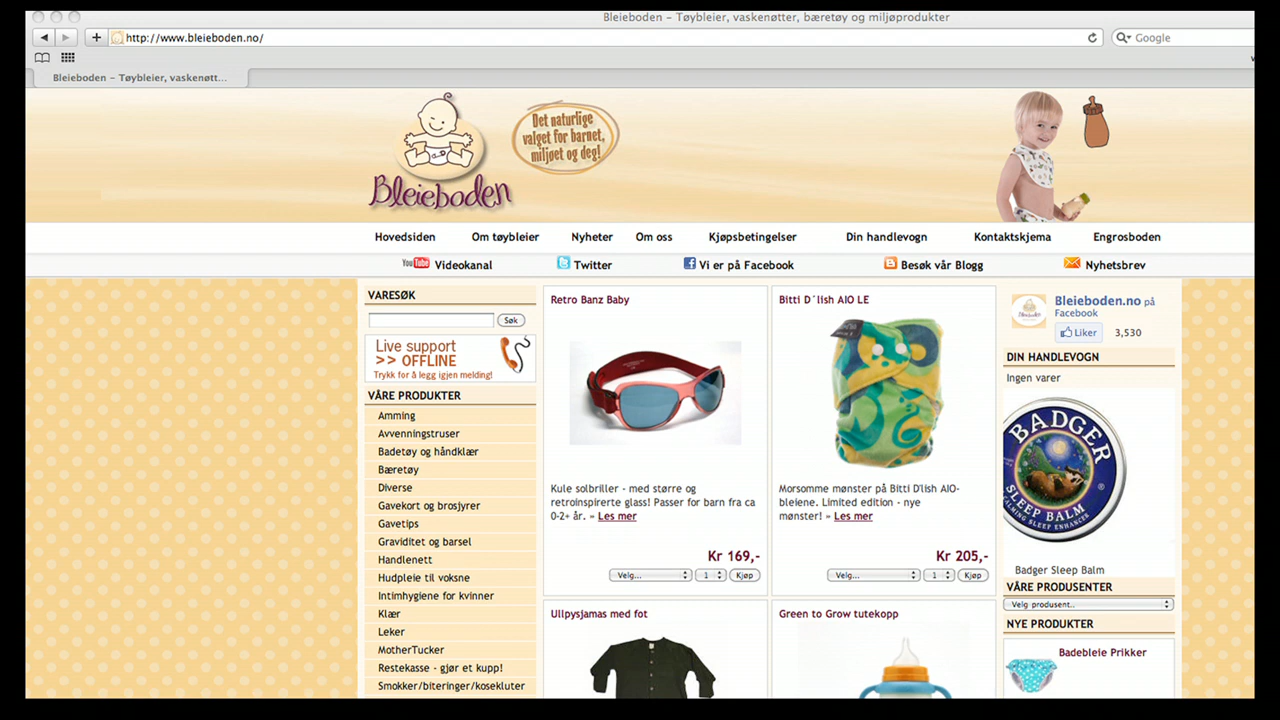 Bleieboden – Tøybleier, vaskenøtter, bæretøy og miljøprodukter
http://www.bleieboden.no/
Google
Bleieboden – Tøybleier, vaskenøtt...
Det naturlige
valget for barnet,
miljøet og deg!
Bleieboden
Hovedsiden Om tøybleier Nyheter Om oss Kjøpsbetingelser Din handlevogn Kontaktskjema Engrosboden
YouTube Videokanal Twitter Vi er på Facebook Besøk vår Blogg Nyhetsbrev
VARESØK
Søk
Live support
>> OFFLINE
Trykk for å legg igjen melding!
VÅRE PRODUKTER
Amming
Avvenningstruser
Badetøy og håndklær
Bæretøy
Diverse
Gavekort og brosjyrer
Gavetips
Graviditet og barsel
Handlenett
Hudpleie til voksne
Intimhygiene for kvinner
Klær
Leker
MotherTucker
Restekasse - gjør et kupp!
Smokker/biteringer/kosekluter
Retro Banz Baby
Kule solbriller - med større og
retroinspirerte glass! Passer for barn fra ca
0-2+ år. » Les mer
Kr 169,-
Velg... 1 Kjøp
Bitti D´lish AIO LE
Morsomme mønster på Bitti D'lish AIO-
bleiene. Limited edition - nye
mønster! » Les mer
Kr 205,-
Velg... 1 Kjøp
Ullpysjamas med fot
Green to Grow tutekopp
Bleieboden.no på
Facebook
Liker 3,530
DIN HANDLEVOGN
Ingen varer
BADGER
SLEEP BALM
CALMING SLEEP ENHANCER
Badger Sleep Balm
VÅRE PRODUSENTER
Velg produsent..
NYE PRODUKTER
Badebleie Prikker